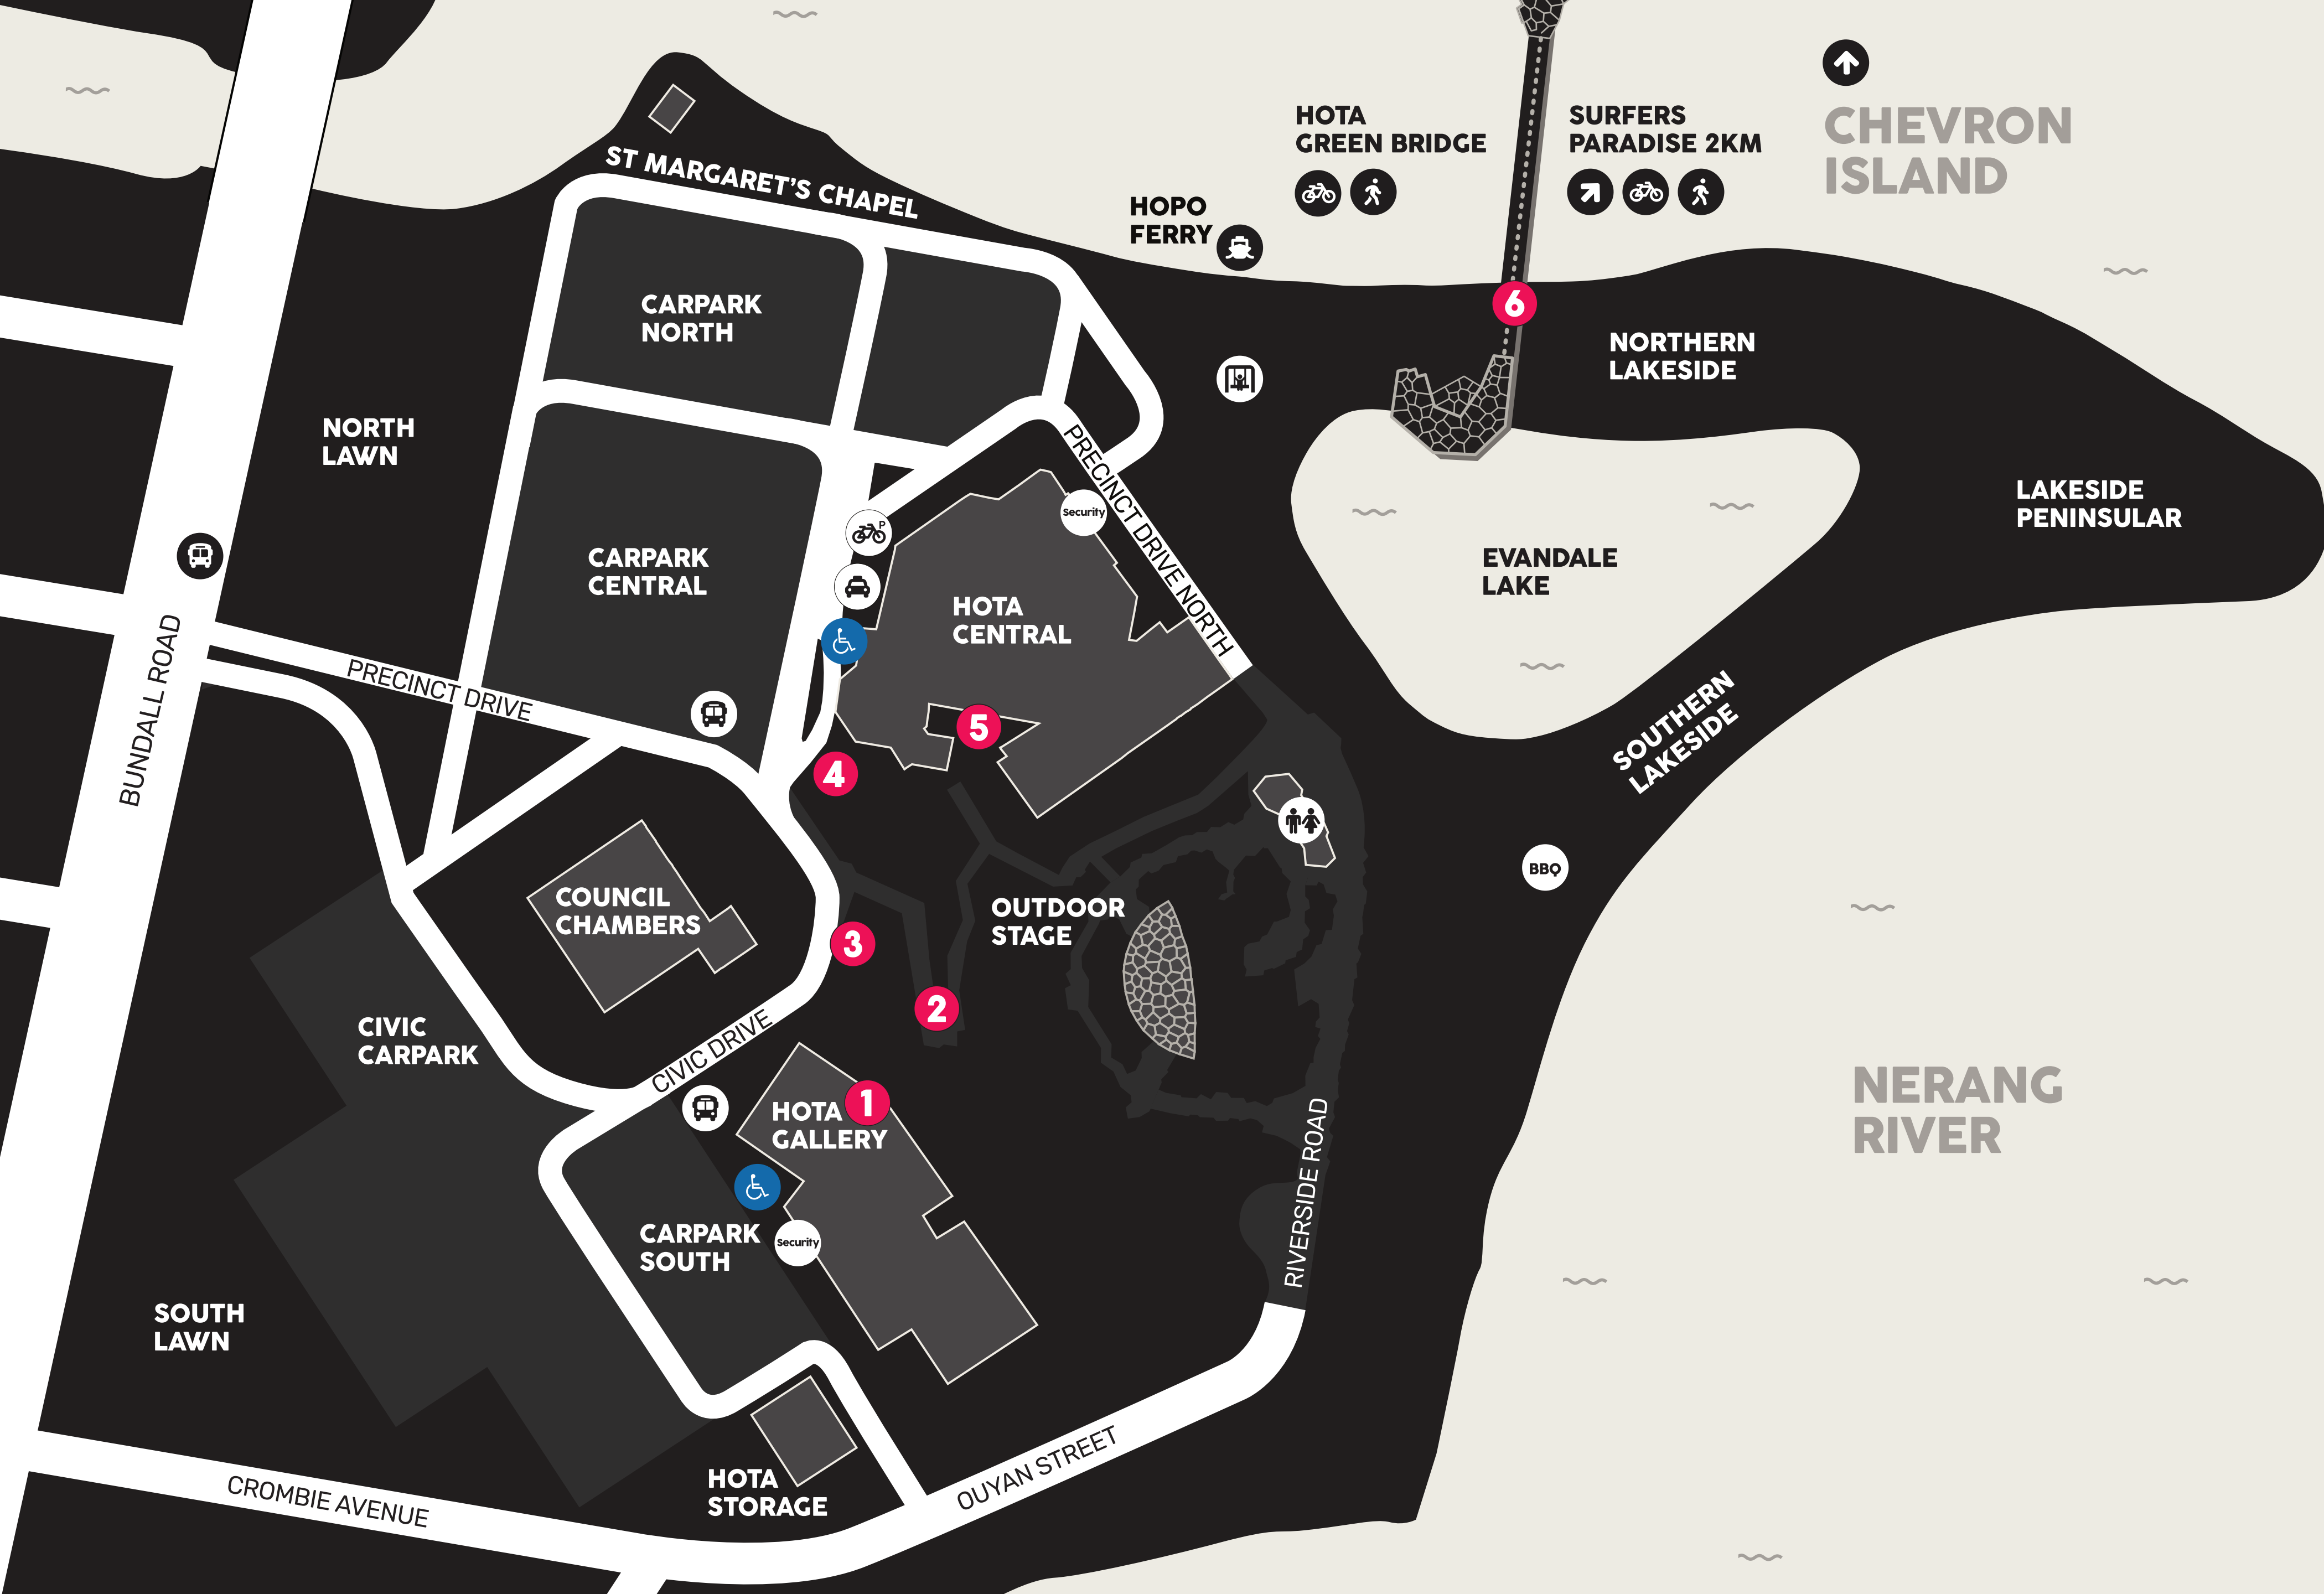 CHEVRON
ISLAND
HOTA
GREEN BRIDGE
SURFERS
PARADISE 2KM
HOPO
FERRY
ST MARGARET'S CHAPEL
CARPARK
NORTH
6
NORTHERN
LAKESIDE
NORTH
LAWN
PRECINCT DRIVE NORTH
LAKESIDE
PENINSULAR
Security
P
CARPARK
CENTRAL
EVANDALE
LAKE
HOTA
CENTRAL
BUNDALL ROAD
PRECINCT DRIVE
5
4
SOUTHERN
LAKESIDE
BBQ
COUNCIL
CHAMBERS
OUTDOOR
STAGE
3
2
CIVIC
CARPARK
CIVIC DRIVE
HOTA
GALLERY
1
NERANG
RIVER
RIVERSIDE ROAD
CARPARK
SOUTH
Security
SOUTH
LAWN
HOTA
STORAGE
CROMBIE AVENUE
OUYAN STREET